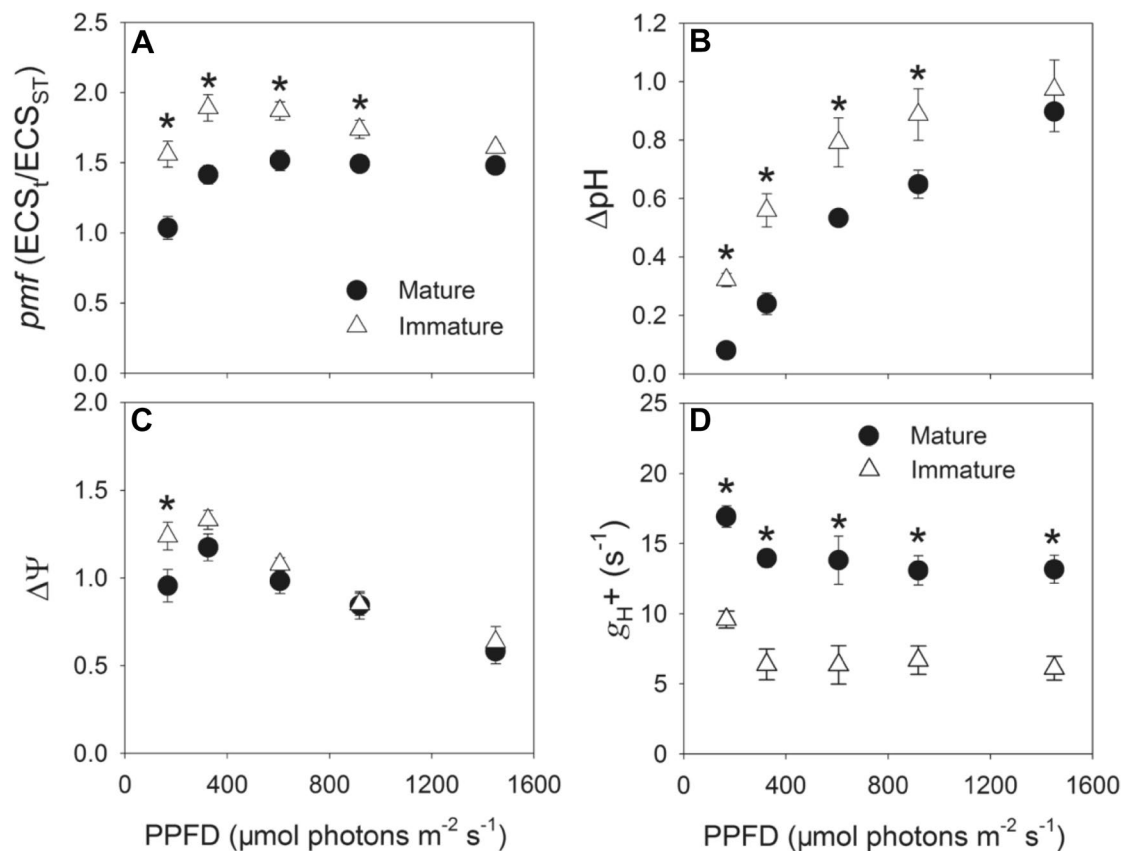 A
pmf (ECSt/ECSST)
2.5
2.0
1.5
1.0
0.5
0.0
*
*
*
*
Mature
Immature
B
ΔpH
1.2
1.0
0.8
0.6
0.4
0.2
0.0
*
*
*
*
C
ΔΨ
2.0
1.5
1.0
0.5
0.0
*
0 400 800 1200 1600
PPFD (µmol photons m-2 s-1)
D
gH+ (s-1)
25
20
15
10
5
0
Mature
Immature
*
*
*
*
*
0 400 800 1200 1600
PPFD (µmol photons m-2 s-1)